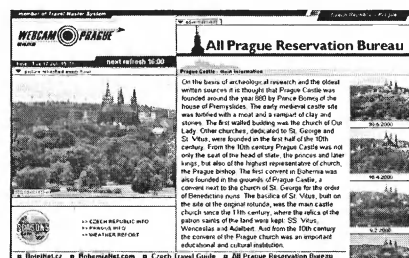 member of Travel Master System
WEBCAM PRAGUE
next refresh 16:00
All Prague Reservation Bureau
picture refreshed every hour
Prague Castle - main information
On the basis of archaeological research and the oldest
written sources it is thought that Prague Castle was
founded around the year 880 by Prince Borivoj of the
house of Premyslides. The early medieval castle site
was fortified with a moat and a rampart of clay and
stones. The first walled building was the church of Our
Lady. Other churches, dedicated to St. George and
St. Vitus, were founded in the first half of the 10th
century. From the 10th century Prague Castle was not
only the seat of the head of state, the princes and later
kings, but also of the highest representative of church,
the Prague bishop. The first convent in Bohemia was
also founded in the grounds of Prague Castle, a
convent next to the church of St. George for the order
of Benedictine nuns. The basilica of St. Vitus, built on
the site of the original rotunda, was the main castle
church since the 11th century, where the relics of the
patron saints of the land were kept: SS. Vitus,
Wenceslas and Adalbert. And from the 10th century
the convent of the Prague church was an important
educational and cultural institution.
>> CZECH REPUBLIC INFO
>> PRAGUE INFO
>> WEATHER REPORT
HotelNet.cz BohemiaNet.com Czech Travel Guide All Prague Reservation Bureau